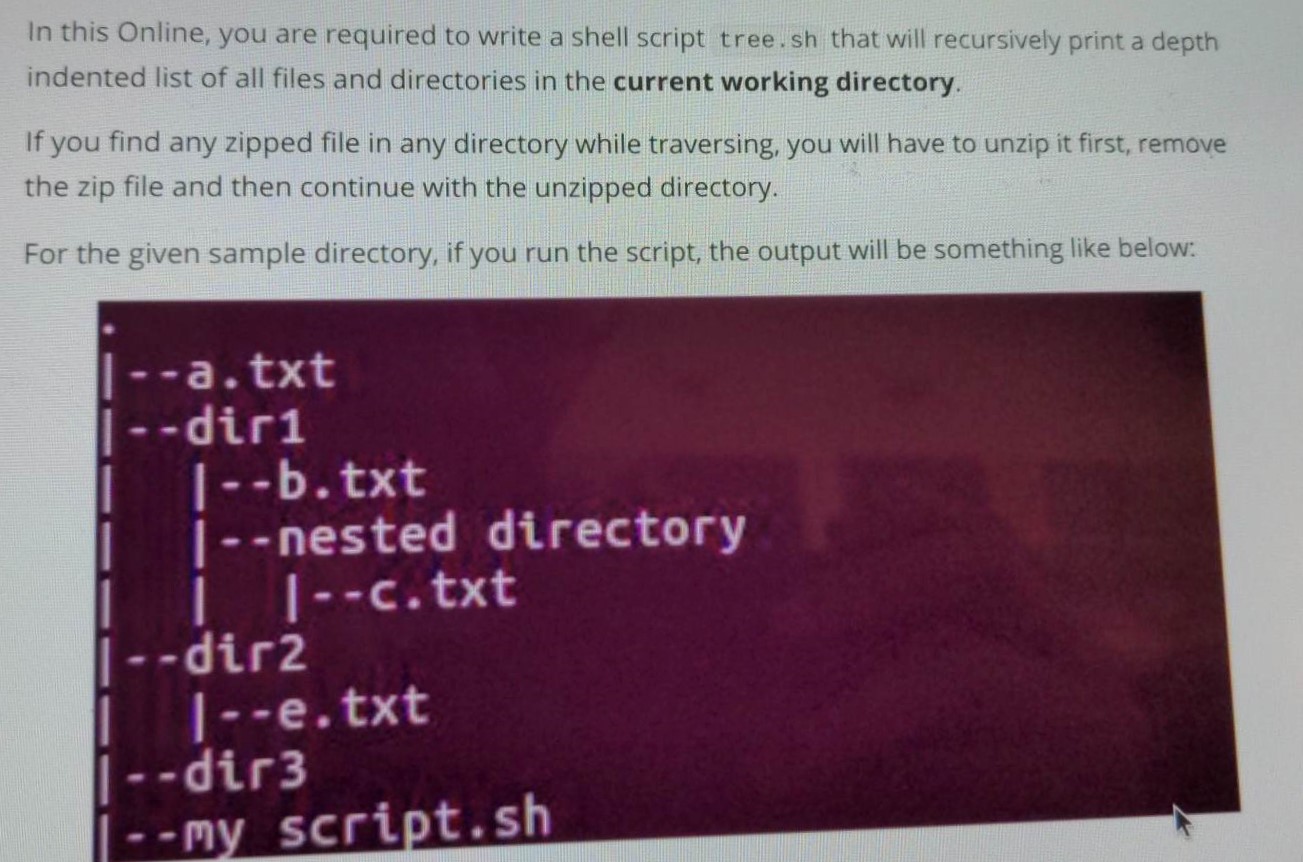 In this Online, you are required to write a shell script tree.sh that will recursively print a depth
indented list of all files and directories in the current working directory.
If you find any zipped file in any directory while traversing, you will have to unzip it first, remove
the zip file and then continue with the unzipped directory.
For the given sample directory, if you run the script, the output will be something like below:
.
|--a.txt
|--dir1
|  |--b.txt
|  |--nested directory
|  |  |--c.txt
|--dir2
|  |--e.txt
|--dir3
|--my script.sh